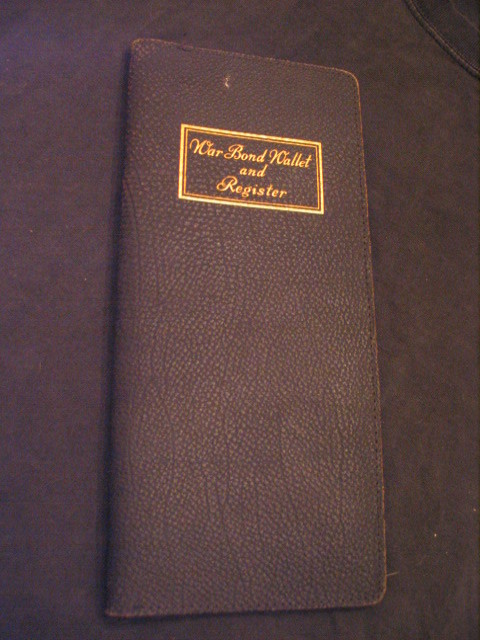 War Bond Wallet
and
Register